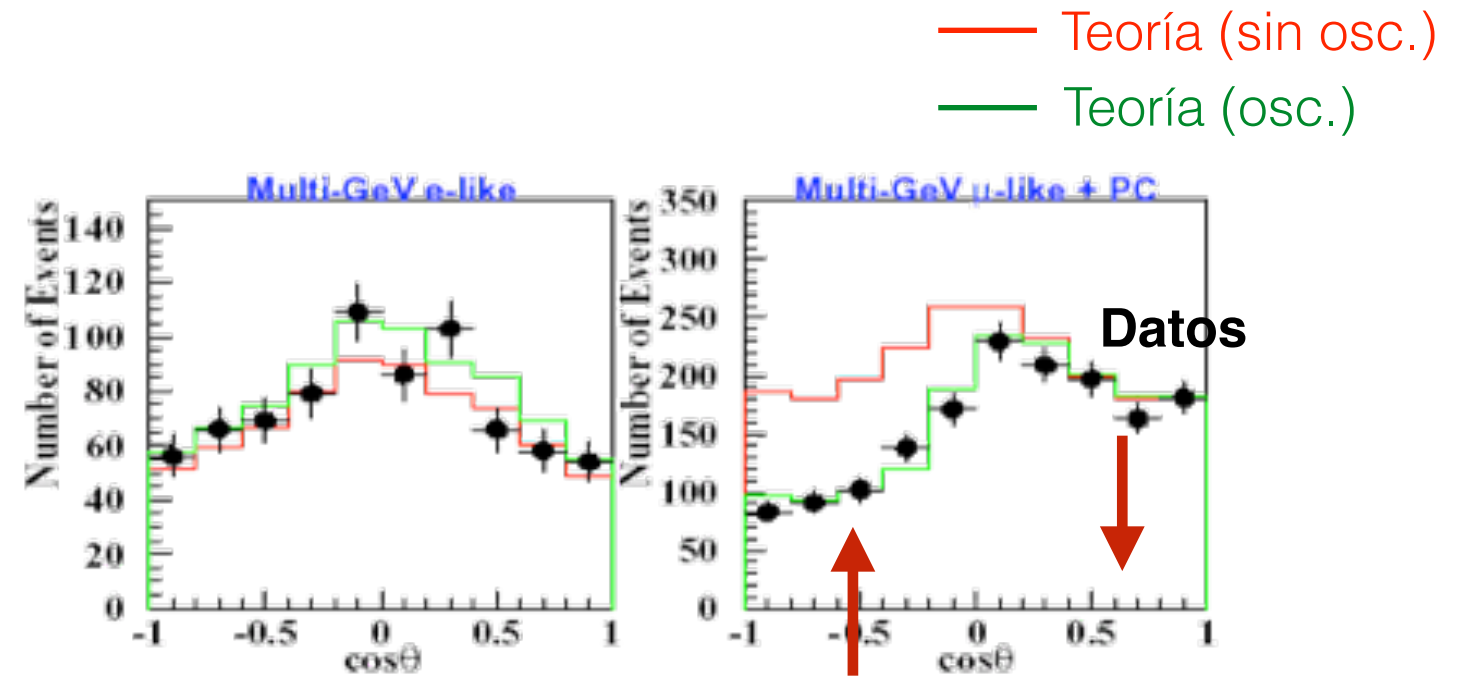 Teoría (sin osc.)
Teoría (osc.)
Multi-GeV e-like
Number of Events
140
120
100
80
60
40
20
0
-1
-0.5
0
0.5
1
cosθ
Multi-GeV μ-like + PC
Number of Events
350
300
250
200
150
100
50
0
-1
-0.5
0
0.5
1
cosθ
Datos